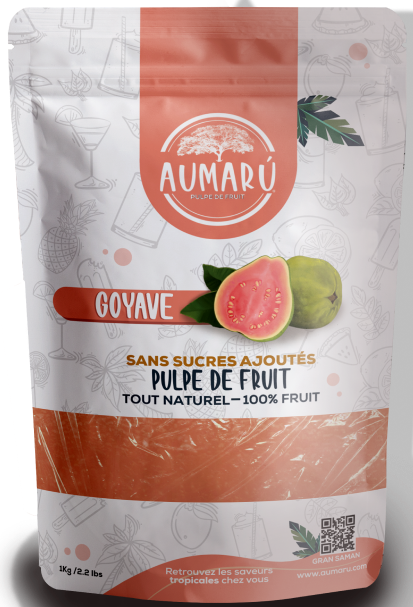 AUMARÚ
PULPE DE FRUIT
GOYAVE
SANS SUCRES AJOUTÉS
PULPE DE FRUIT
TOUT NATUREL–100% FRUIT
GRAN SAMÁN
1Kg /2.2 lbs
Retrouvez les saveurs
tropicales chez vous
www.aumaru.com